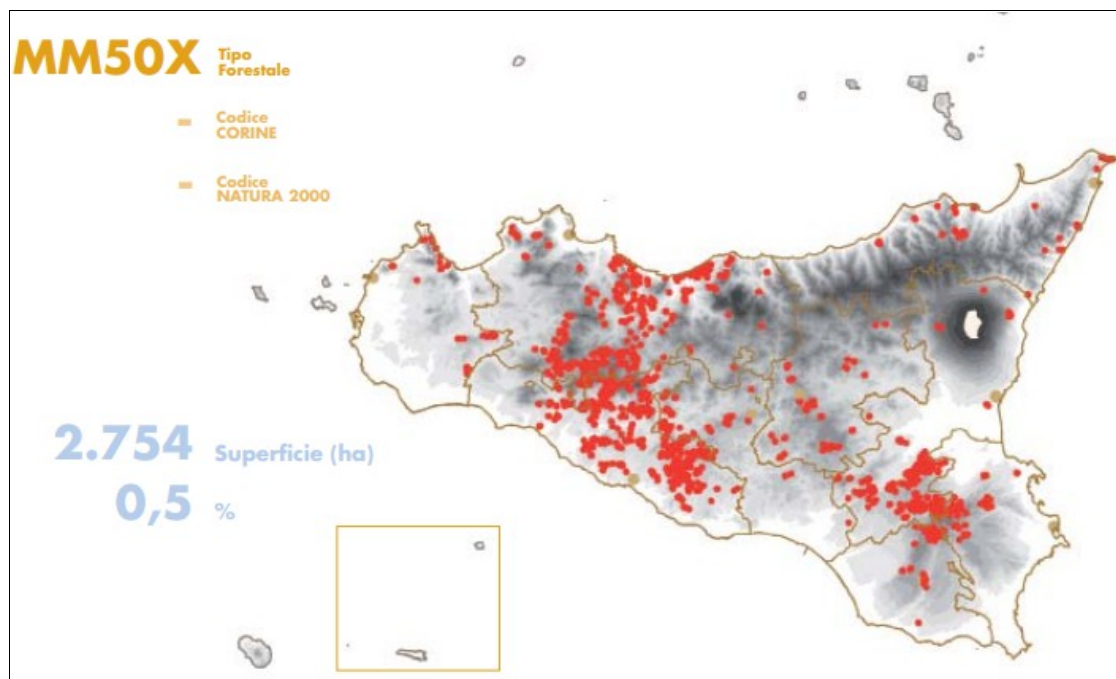 MM50X Tipo
Forestale
- Codice
CORINE
- Codice
NATURA 2000
2.754 Superficie (ha)
0,5 %